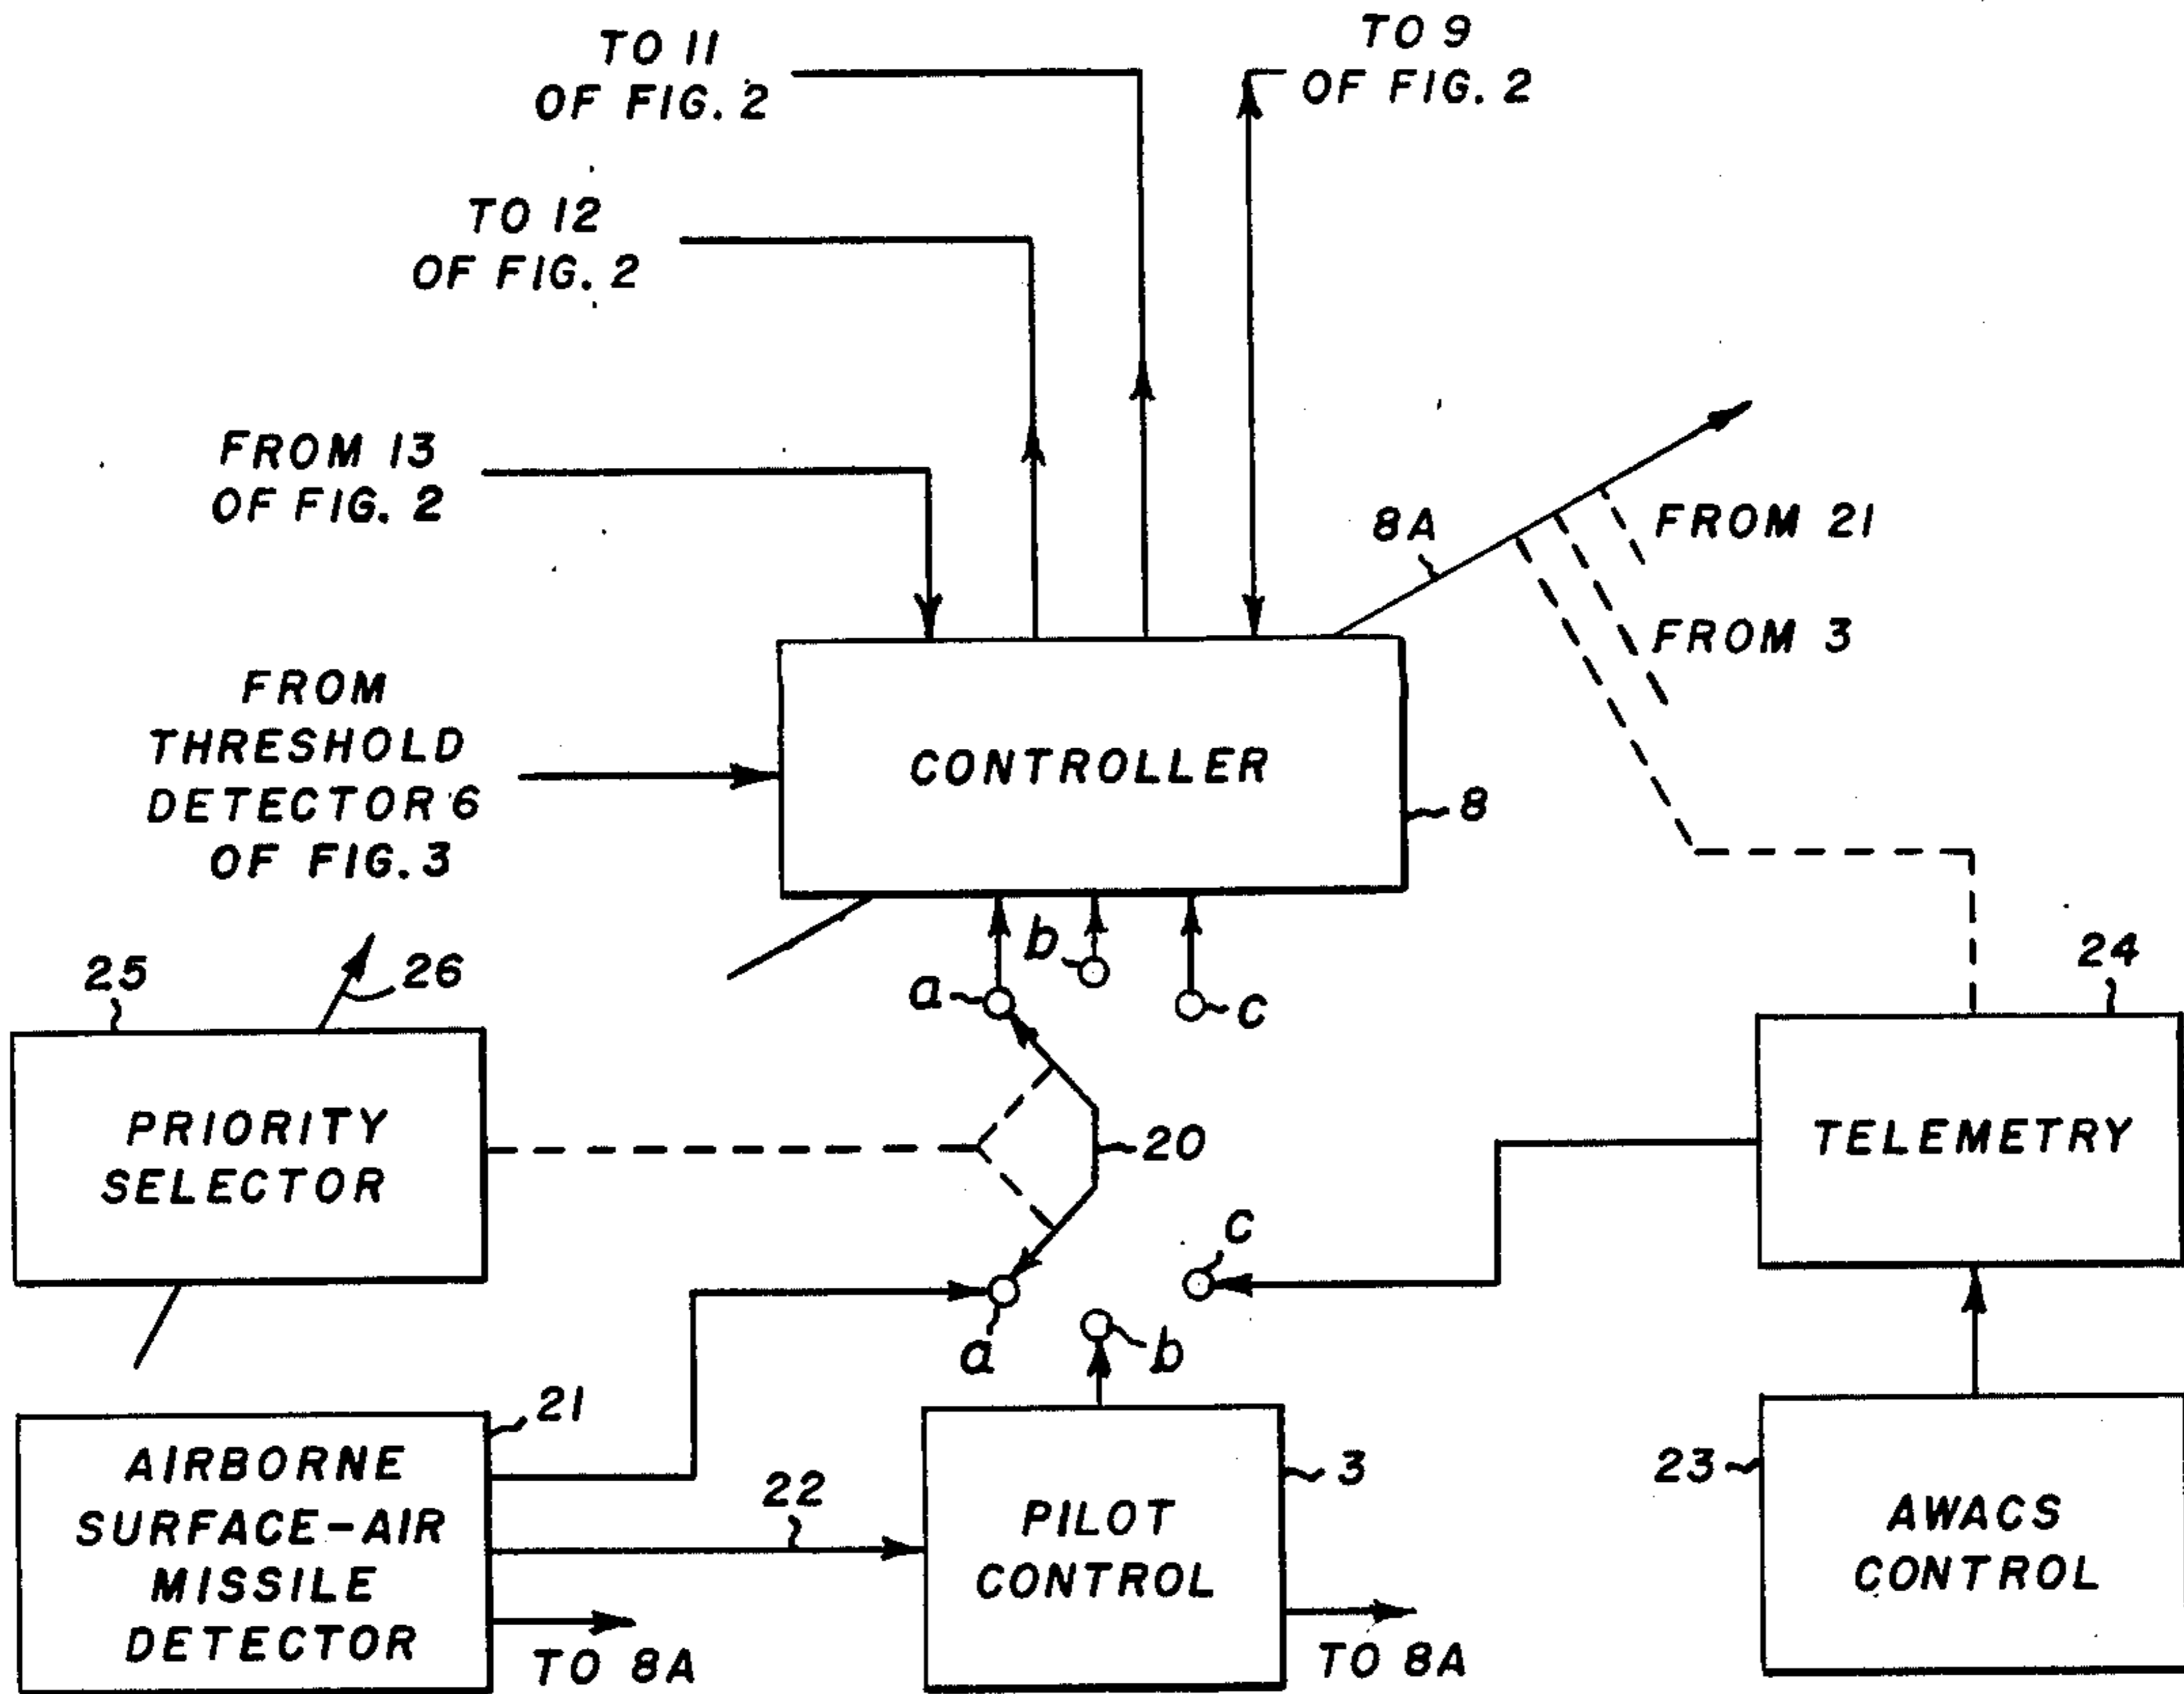 TO 11
OF FIG. 2
TO 9
OF FIG. 2
TO 12
OF FIG. 2
FROM 13
OF FIG. 2
8A
FROM 21
FROM 3
FROM
THRESHOLD
DETECTOR 6
OF FIG. 3
CONTROLLER
8
25
26
a
b
c
24
PRIORITY
SELECTOR
20
TELEMETRY
c
a
b
21
AIRBORNE
SURFACE-AIR
MISSILE
DETECTOR
22
TO 8A
PILOT
CONTROL
3
TO 8A
23
AWACS
CONTROL